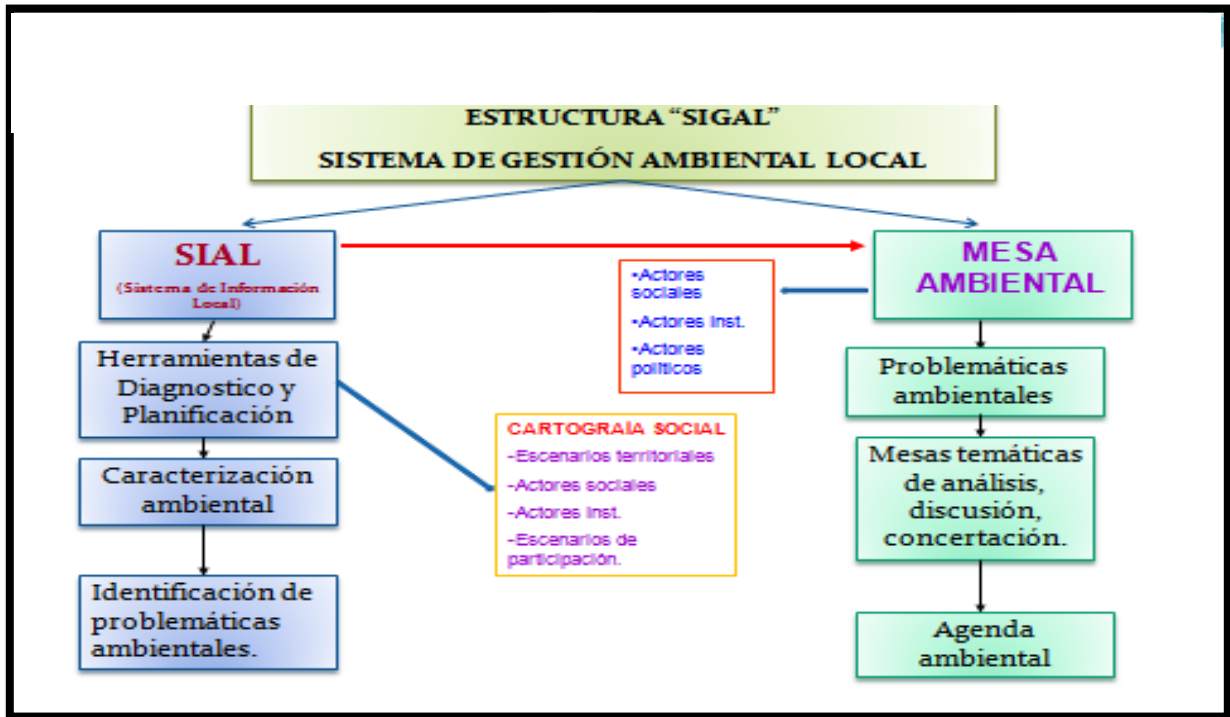 ESTRUCTURA “SIGAL”
SISTEMA DE GESTIÓN AMBIENTAL LOCAL
SIAL
(Sistema de Información
Local)
Herramientas de
Diagnostico y
Planificación
Caracterización
ambiental
Identificación de
problemáticas
ambientales.
•Actores
sociales
•Actores Inst.
•Actores
políticos
CARTOGRAÍA SOCIAL
-Escenarios territoriales
-Actores sociales
-Actores Inst.
-Escenarios de
participación.
MESA
AMBIENTAL
Problemáticas
ambientales
Mesas temáticas
de análisis,
discusión,
concertación.
Agenda
ambiental